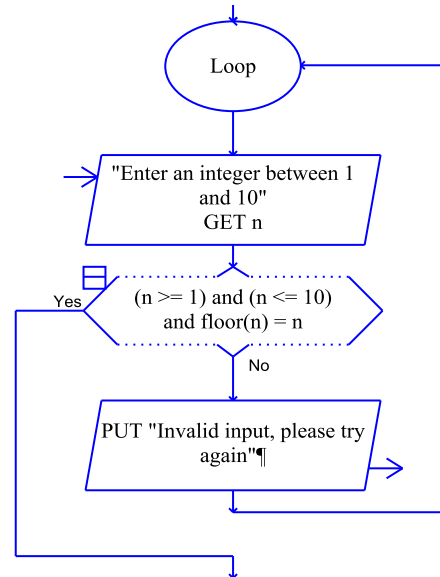 Loop
"Enter an integer between 1
and 10"
GET n
Yes
(n >= 1) and (n <= 10)
and floor(n) = n
No
PUT "Invalid input, please try
again"¶